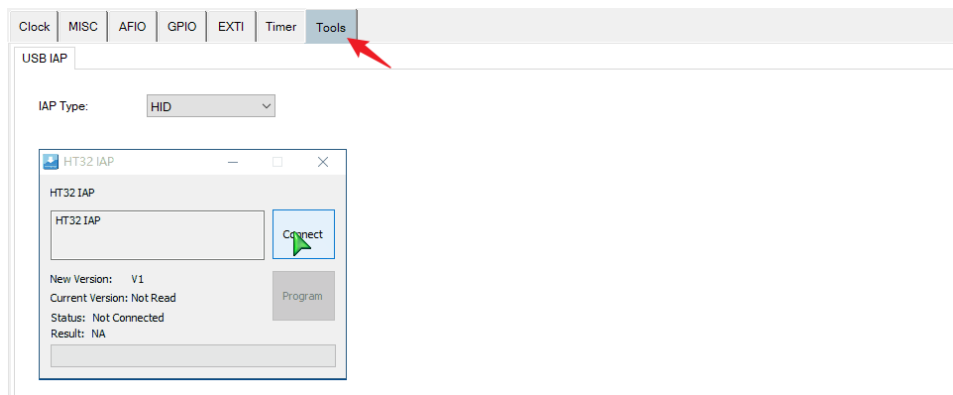 Clock MISC AFIO GPIO EXTI Timer Tools
USB IAP
IAP Type: HID
HT32 IAP
HT32 IAP
HT32 IAP
Connect
New Version: V1
Current Version: Not Read
Program
Status: Not Connected
Result: NA